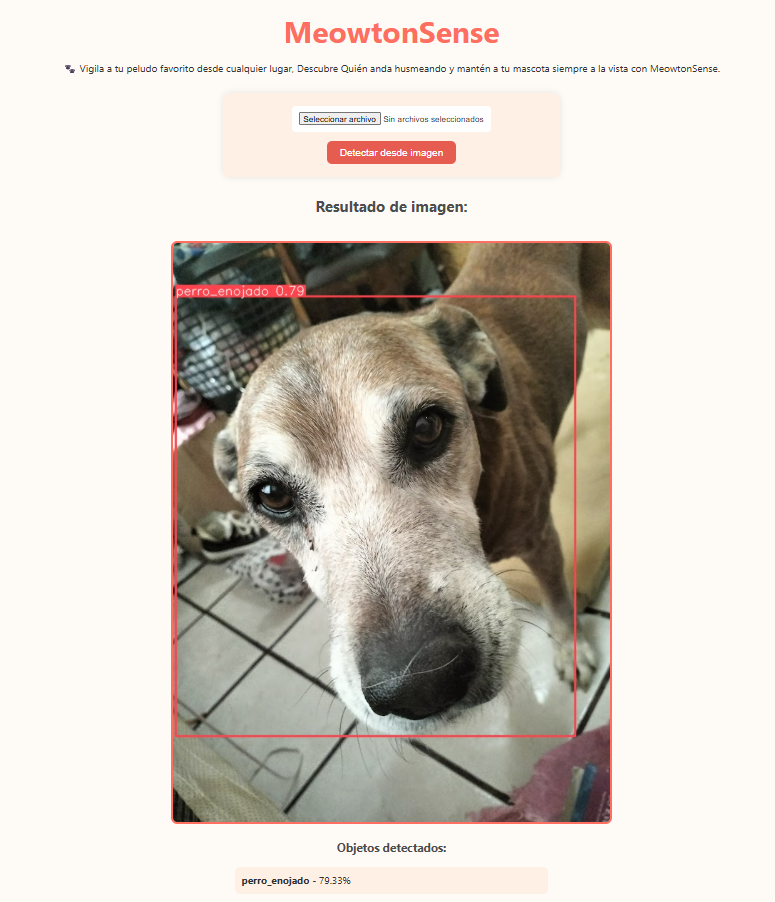 MeowtonSense
🐾 Vigila a tu peludo favorito desde cualquier lugar, Descubre Quién anda husmeando y mantén a tu mascota siempre a la vista con MeowtonSense.
Seleccionar archivo Sin archivos seleccionados
Detectar desde imagen
Resultado de imagen:
perro_enojado 0.79
Objetos detectados:
perro_enojado - 79.33%